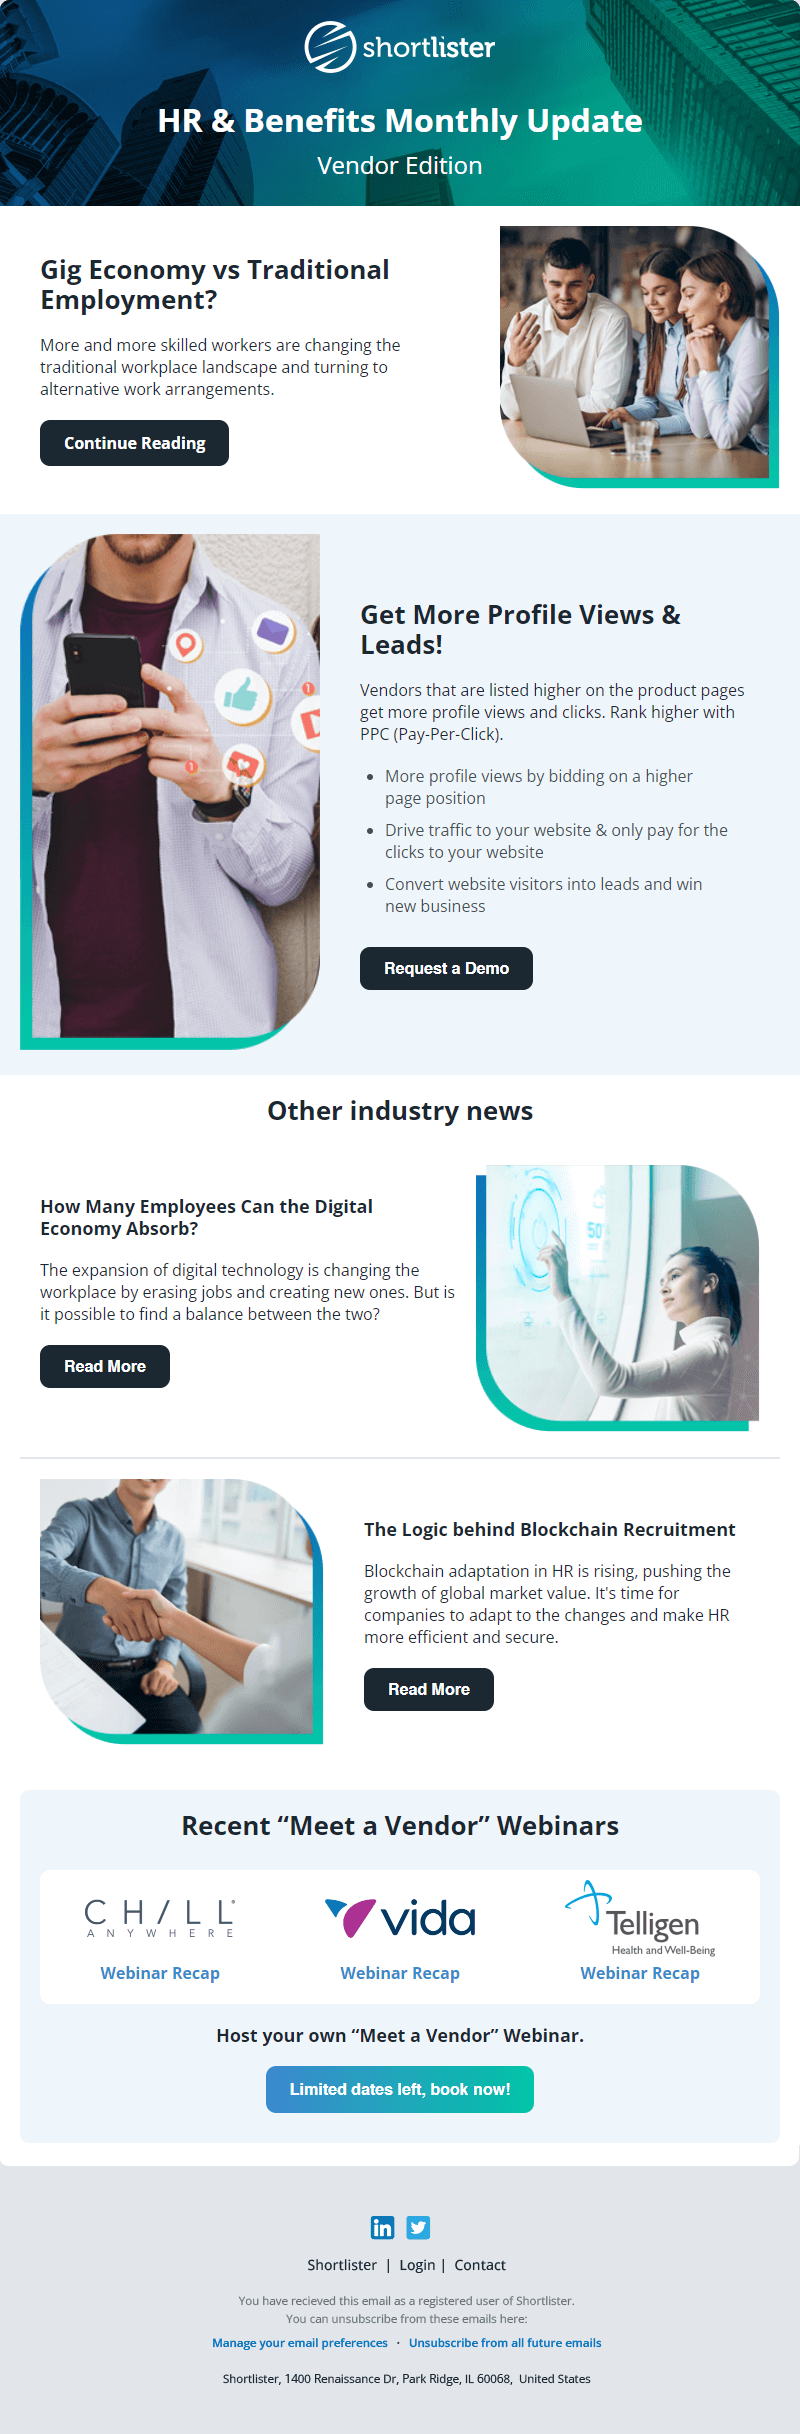 shortlister
HR & Benefits Monthly Update
Vendor Edition
Gig Economy vs Traditional
Employment?
More and more skilled workers are changing the
traditional workplace landscape and turning to
alternative work arrangements.
Continue Reading
1
1
Get More Profile Views &
Leads!
Vendors that are listed higher on the product pages
get more profile views and clicks. Rank higher with
PPC (Pay-Per-Click).
• More profile views by bidding on a higher
page position
• Drive traffic to your website & only pay for the
clicks to your website
• Convert website visitors into leads and win
new business
Request a Demo
Other industry news
How Many Employees Can the Digital
Economy Absorb?
The expansion of digital technology is changing the
workplace by erasing jobs and creating new ones. But is
it possible to find a balance between the two?
Read More
50
The Logic behind Blockchain Recruitment
Blockchain adaptation in HR is rising, pushing the
growth of global market value. It's time for
companies to adapt to the changes and make HR
more efficient and secure.
Read More
Recent “Meet a Vendor” Webinars
CH/LL
ANYWHERE
Webinar Recap
vida
Webinar Recap
Telligen
Health and Well-Being
Webinar Recap
Host your own “Meet a Vendor” Webinar.
Limited dates left, book now!
in
Shortlister | Login | Contact
You have recieved this email as a registered user of Shortlister.
You can unsubscribe from these emails here:
Manage your email preferences · Unsubscribe from all future emails
Shortlister, 1400 Renaissance Dr, Park Ridge, IL 60068, United States